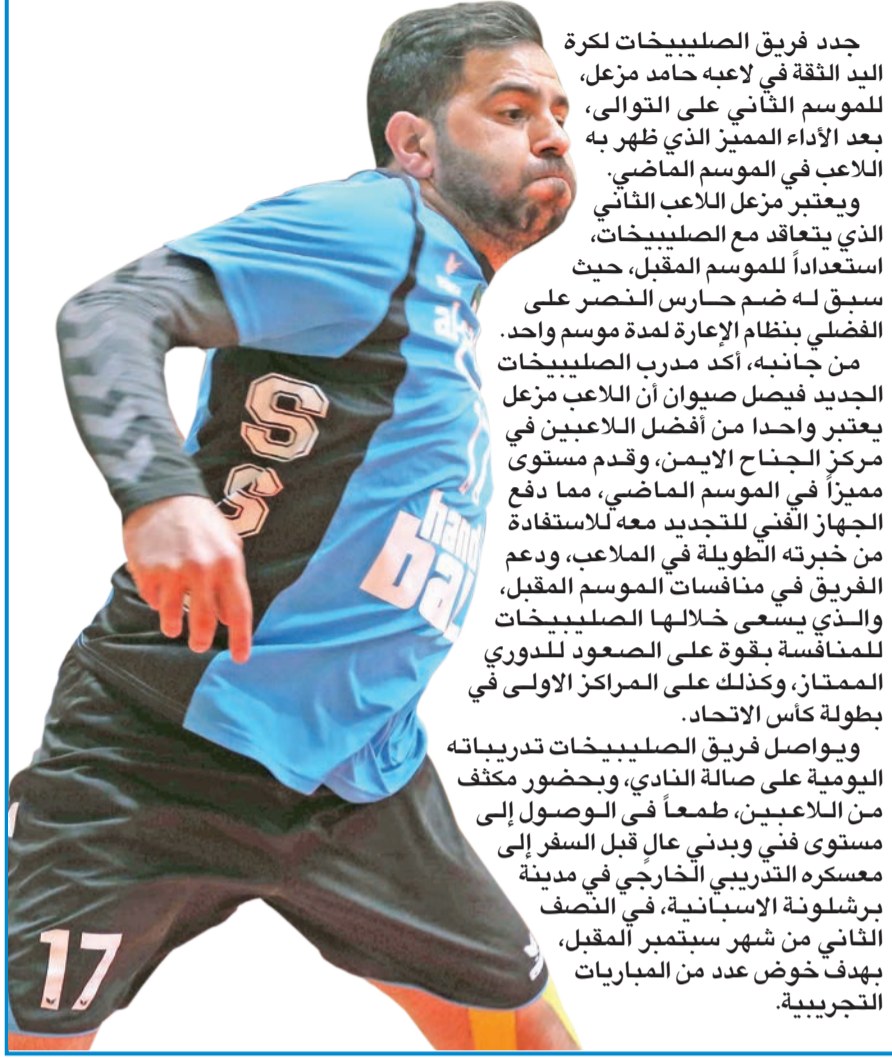 جدد فريق الصليبيخات لكرة
اليد الثقة في لاعبه حامد مزعل،
للموسم الثاني على التوالى،
بعد الأداء المميز الذي ظهر به
اللاعب في الموسم الماضي.
ويعتبر مزعل اللاعب الثاني
الذي يتعاقد مع الصليبيخات،
استعداداً للموسم المقبل، حيث
سبق له ضم حارس النصر على
الفضلي بنظام الإعارة لمدة موسم واحد.
من جانبه، أكد مدرب الصليبيخات
الجديد فيصل صيوان أن اللاعب مزعل
يعتبر واحدا من أفضل اللاعبين في
مركز الجناح الايمن، وقدم مستوى
مميزاً في الموسم الماضي، مما دفع
الجهاز الفني للتجديد معه للاستفادة
من خبرته الطويلة في الملاعب، ودعم
الفريق في منافسات الموسم المقبل،
والذي يسعى خلالها الصليبيخات
للمنافسة بقوة على الصعود للدوري
الممتاز، وكذلك على المراكز الاولى في
بطولة كأس الاتحاد.
ويواصل فريق الصليبيخات تدريباته
اليومية على صالة النادي، وبحضور مكثف
من اللاعبين، طمعاً فى الوصول إلى
مستوى فني وبدني عالٍ قبل السفر إلى
معسكره التدريبي الخارجي في مدينة
برشلونة الاسبانية، في النصف
الثاني من شهر سبتمبر المقبل،
بهدف خوض عدد من المباريات
التجريبية.
S
S
hand
ball
17